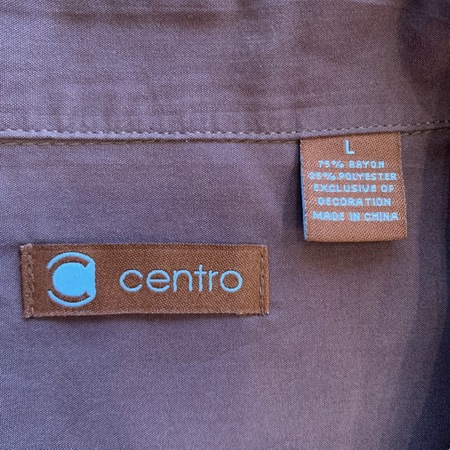 centro
L
75% RAYON
25% POLYESTER
EXCLUSIVE OF
DECORATION
MADE IN CHINA